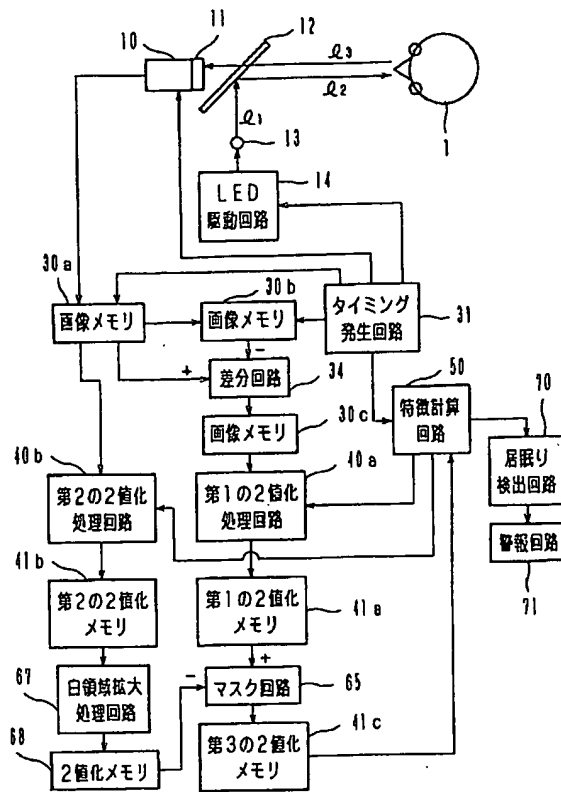 10
11
12
ℓ3
ℓ2
ℓ1
13
1
14
LED
駆動回路
30a
30b
画像メモリ
画像メモリ
タイミング
発生回路
31
-
+
差分回路
34
50
画像メモリ
30c
特徴計算
回路
70
40b
40a
居眠り
検出回路
第2の2値化
処理回路
第1の2値化
処理回路
警報回路
71
41b
第2の2値化
メモリ
第1の2値化
メモリ
41a
67
白領域拡大
処理回路
-
+
マスク回路
65
68
2値化メモリ
第3の2値化
メモリ
41c